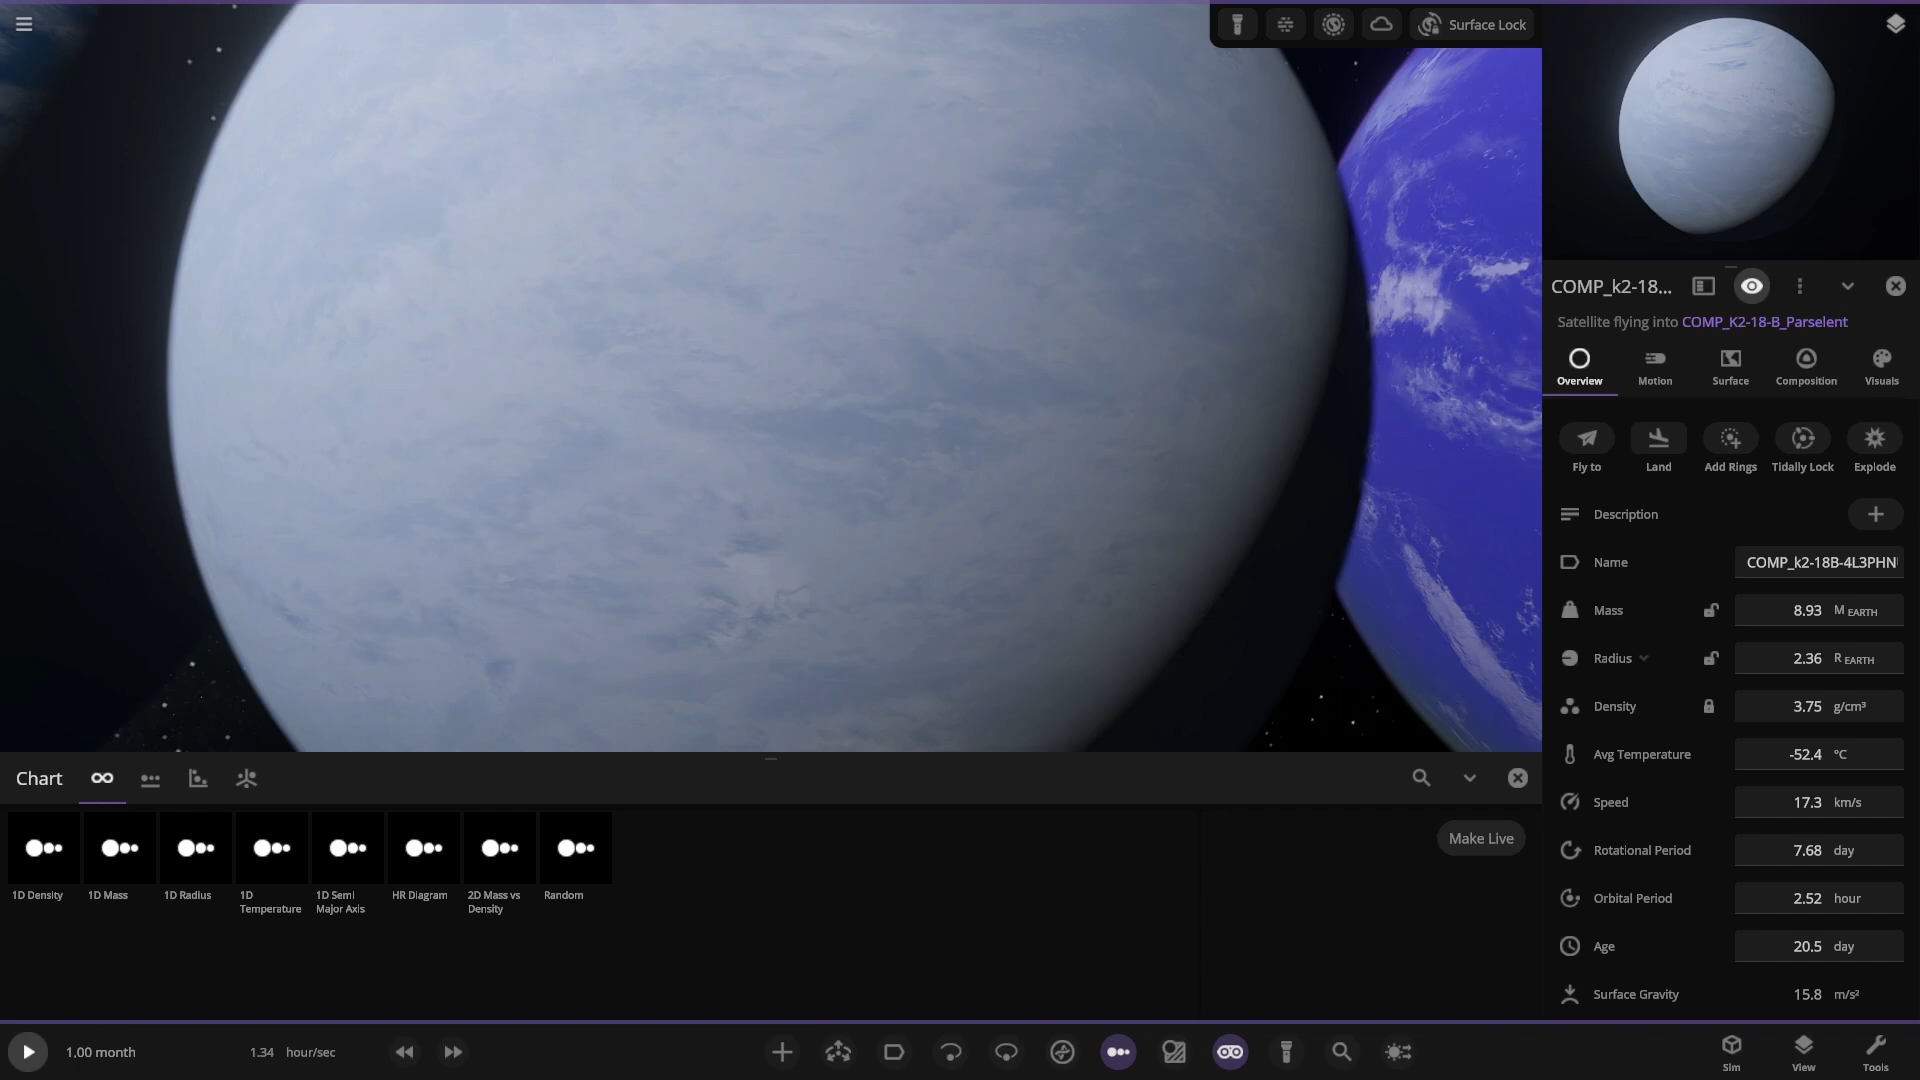 Surface Lock
COMP_k2-18...
Satellite flying into COMP_K2-18-B_Parselent
Overview
Motion
Surface
Composition
Visuals
Fly to
Land
Add Rings
Tidally Lock
Explode
Description
Name COMP_k2-18B-4L3PHN
Mass 8.93 M EARTH
Radius 2.36 R EARTH
Density 3.75 g/cm³
Avg Temperature -52.4 °C
Speed 17.3 km/s
Rotational Period 7.68 day
Orbital Period 2.52 hour
Age 20.5 day
Surface Gravity 15.8 m/s²
Chart
Make Live
1D Density
1D Mass
1D Radius
1D
Temperature
1D Semi
Major Axis
HR Diagram
2D Mass vs
Density
Random
1.00 month
1.34 hour/sec
Sim
View
Tools